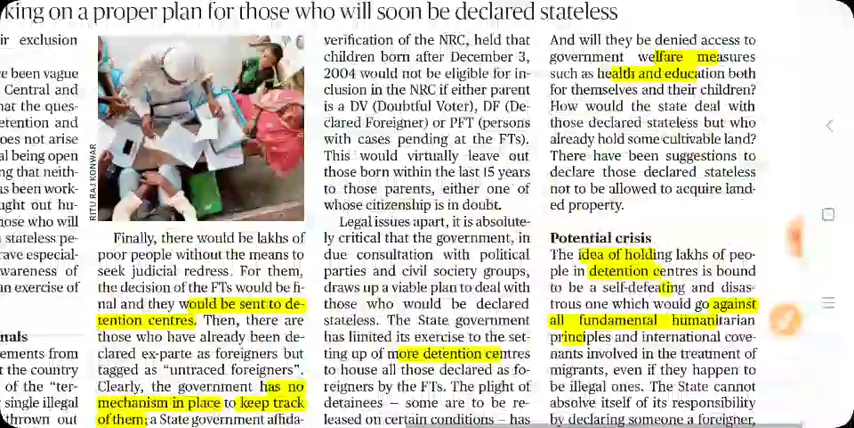 king on a proper plan for those who will soon be declared stateless
ir exclusion
e been vague
Central and
hat the ques-
etention and
oes not arise
al being open
ng that neith-
as been work-
ught out hu-
hose who will
stateless pe-
rave especial-
wareness of
an exercise of
nals
ements from
t the country
of the "ter-
single illegal
thrown out
RITU RAJ KONWAR
Finally, there would be lakhs of
poor people without the means to
seek judicial redress. For them,
the decision of the FTs would be fi-
nal and they would be sent to de-
tention centres. Then, there are
those who have already been de-
clared ex-parte as foreigners but
tagged as "untraced foreigners".
Clearly, the government has no
mechanism in place to keep track
of them; a State government affida-
verification of the NRC, held that
children born after December 3,
2004 would not be eligible for in-
clusion in the NRC if either parent
is a DV (Doubtful Voter), DF (De-
clared Foreigner) or PFT (persons
with cases pending at the FTs).
This would virtually leave out
those born within the last 15 years
to those parents, either one of
whose citizenship is in doubt.
Legal issues apart, it is absolute-
ly critical that the government, in
due consultation with political
parties and civil society groups,
draws up a viable plan to deal with
those who would be declared
stateless. The State government
has limited its exercise to the set-
ting up of more detention centres
to house all those declared as fo-
reigners by the FTs. The plight of
detainees – some are to be re-
leased on certain conditions – has
And will they be denied access to
government welfare measures
such as health and education both
for themselves and their children?
How would the state deal with
those declared stateless but who
already hold some cultivable land?
There have been suggestions to
declare those declared stateless
not to be allowed to acquire land-
ed property.
Potential crisis
The idea of holding lakhs of peo-
ple in detention centres is bound
to be a self-defeating and disas-
trous one which would go against
all fundamental humanitarian
principles and international cove-
nants involved in the treatment of
migrants, even if they happen to
be illegal ones. The State cannot
absolve itself of its responsibility
by declaring someone a foreigner,